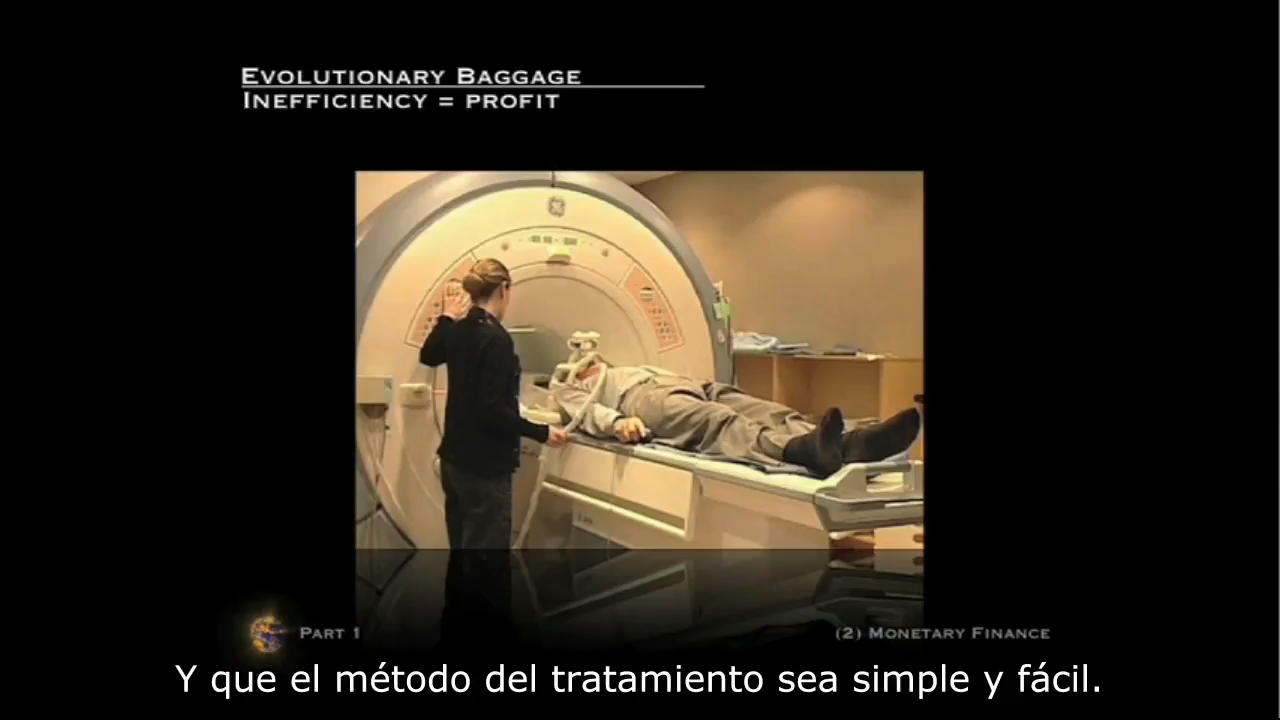 Evolutionary Baggage
Inefficiency = profit
Part 1
(2) Monetary Finance
Y que el método del tratamiento sea simple y fácil.